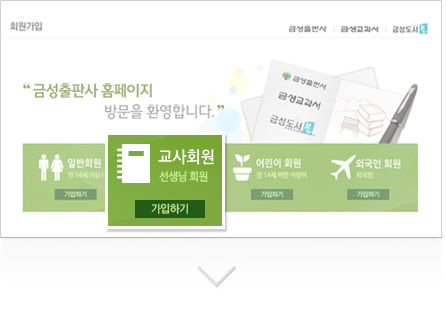 회원가입
금성출판사 | 금성교과서 | 금성도서
“ 금성출판사 홈페이지
방문을 환영합니다. ”
금성출판사
금성교과서
금성도서
일반회원
만 14세 이상
가입하기
교사회원
선생님 회원
가입하기
어린이 회원
만 14세 미만 어린이
가입하기
외국인 회원
외국인
가입하기